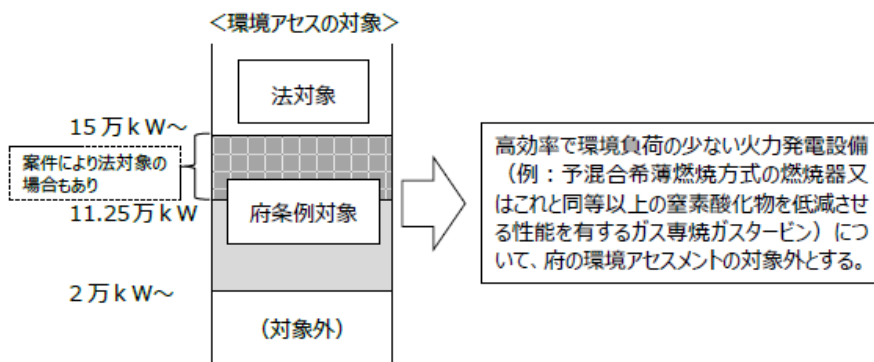 ＜環境アセスの対象＞
法対象
15万ｋＷ～
案件により法対象の
場合もあり
11.25万ｋＷ
府条例対象
２万ｋＷ～
（対象外）
高効率で環境負荷の少ない火力発電設備
（例：予混合希薄燃焼方式の燃焼器又
はこれと同等以上の窒素酸化物を低減させ
る性能を有するガス専焼ガスタービン）につ
いて、府の環境アセスメントの対象外とする。